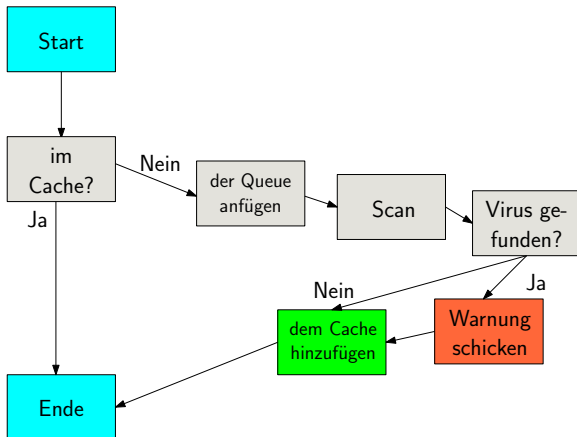 Start
im
Cache?
Nein
der Queue
anfügen
Scan
Virus ge-
funden?
Ja
Nein
Ja
dem Cache
hinzufügen
Warnung
schicken
Ende